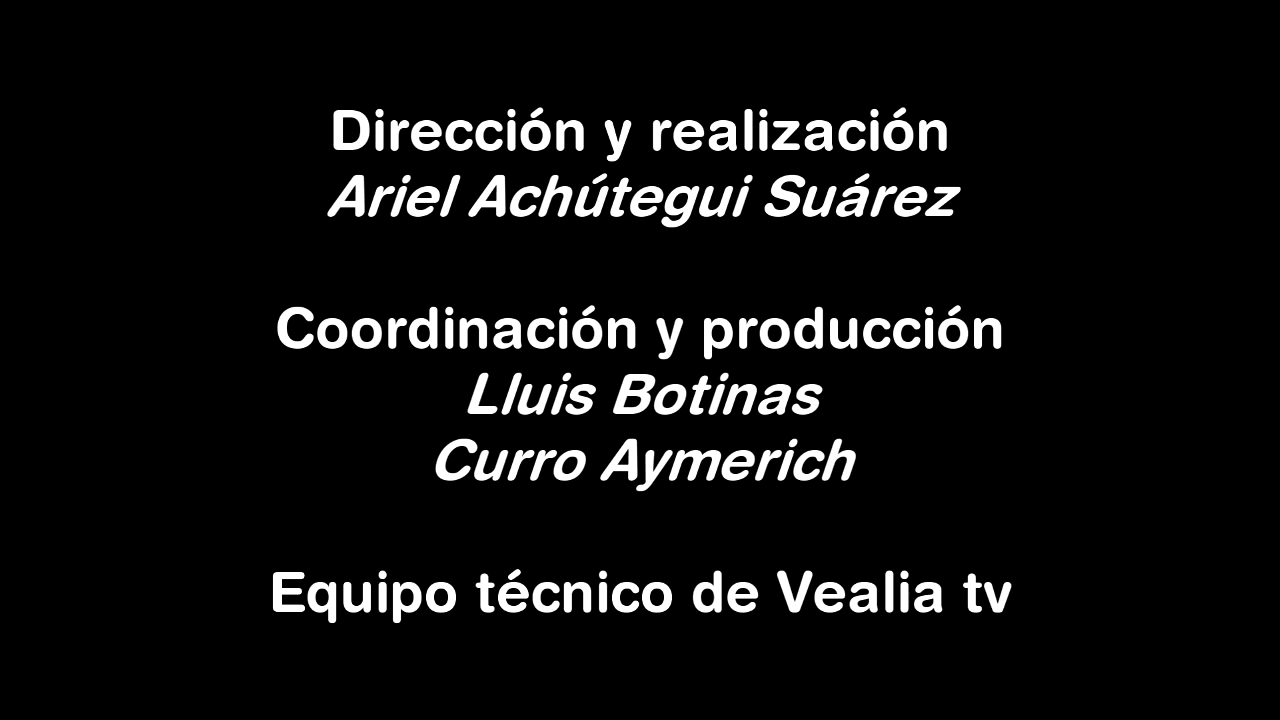 Dirección y realización
Ariel Achútegui Suárez
Coordinación y producción
Lluis Botinas
Curro Aymerich
Equipo técnico de Vealia tv